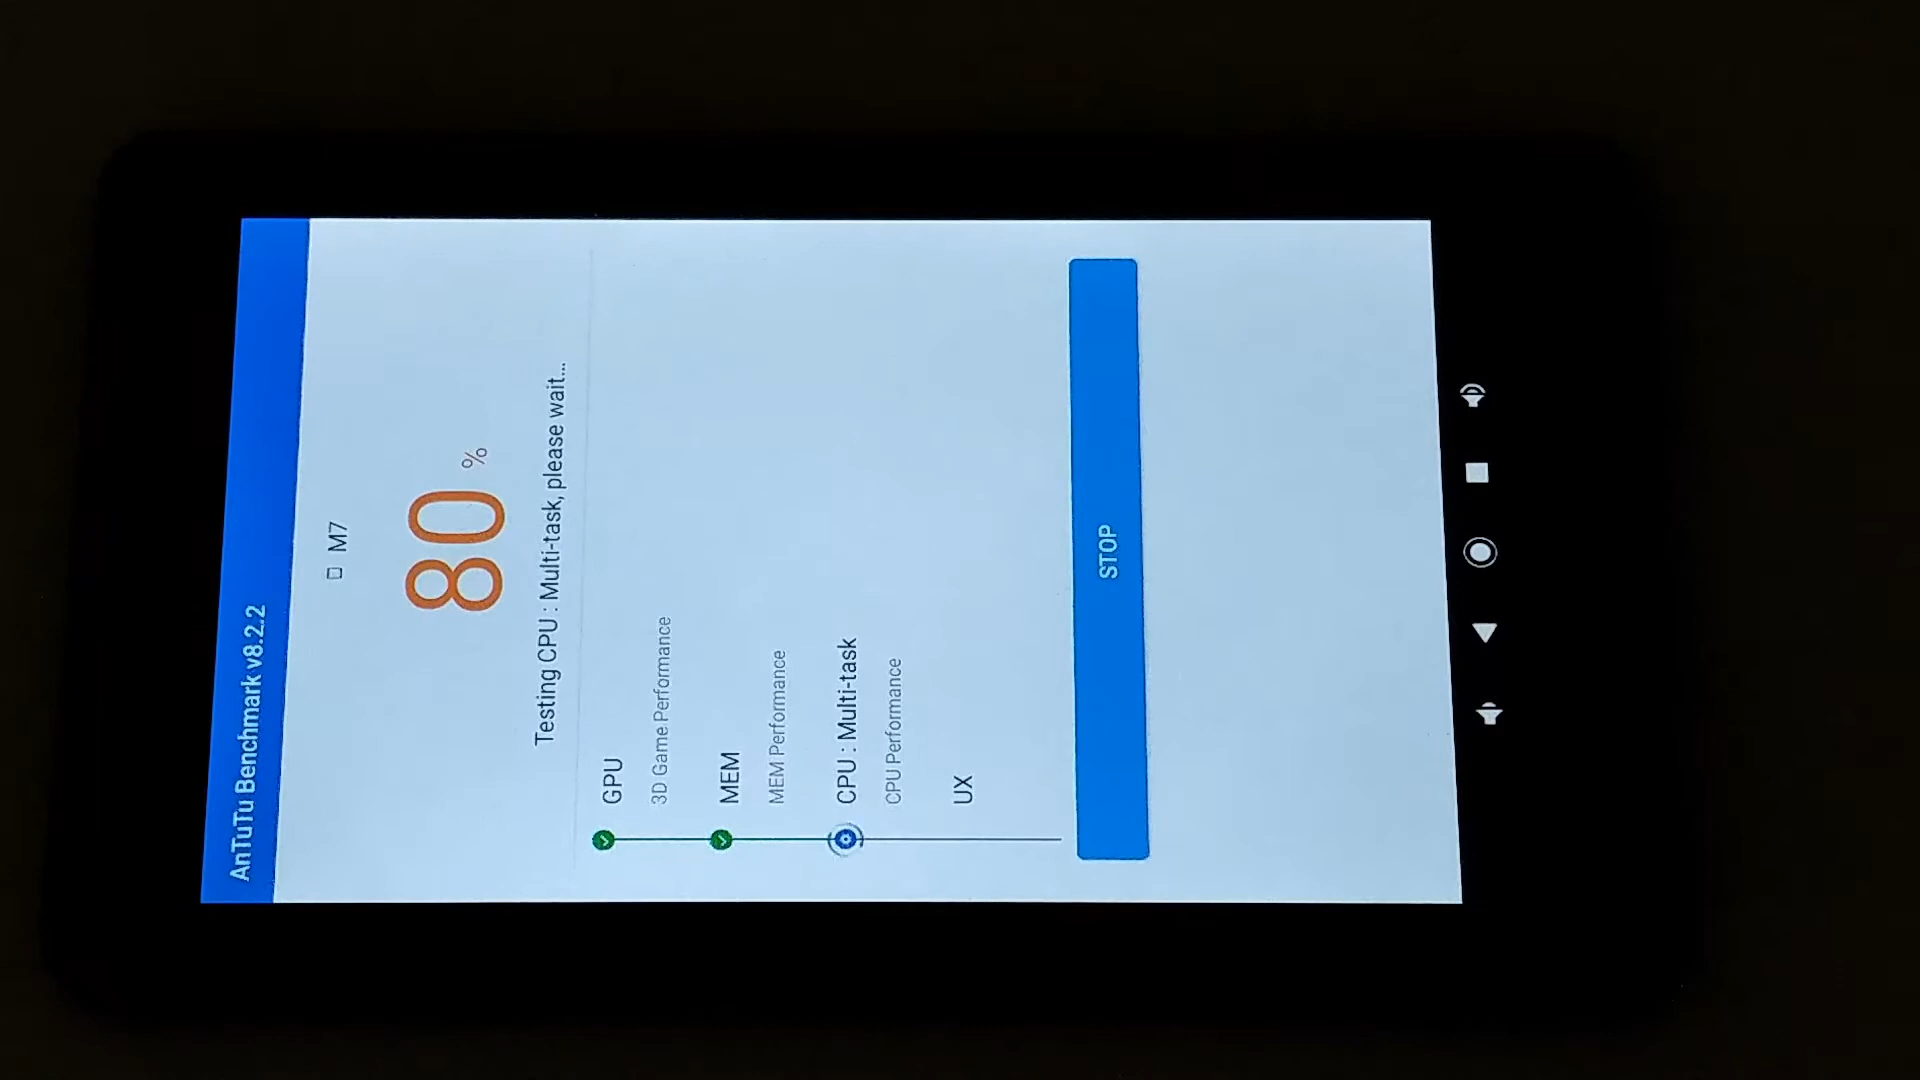 AnTuTu Benchmark v8.2.2
M7
80 %
Testing CPU : Multi-task, please wait...
GPU
3D Game Performance
MEM
MEM Performance
CPU : Multi-task
CPU Performance
UX
STOP